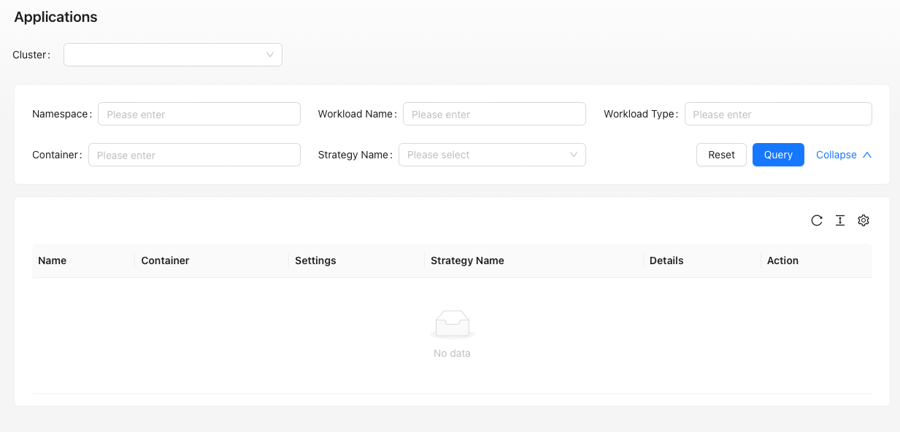 Applications
Cluster:
Namespace: Please enter Workload Name: Please enter Workload Type: Please enter
Container: Please enter Strategy Name: Please select Reset Query Collapse
Name Container Settings Strategy Name Details Action
No data